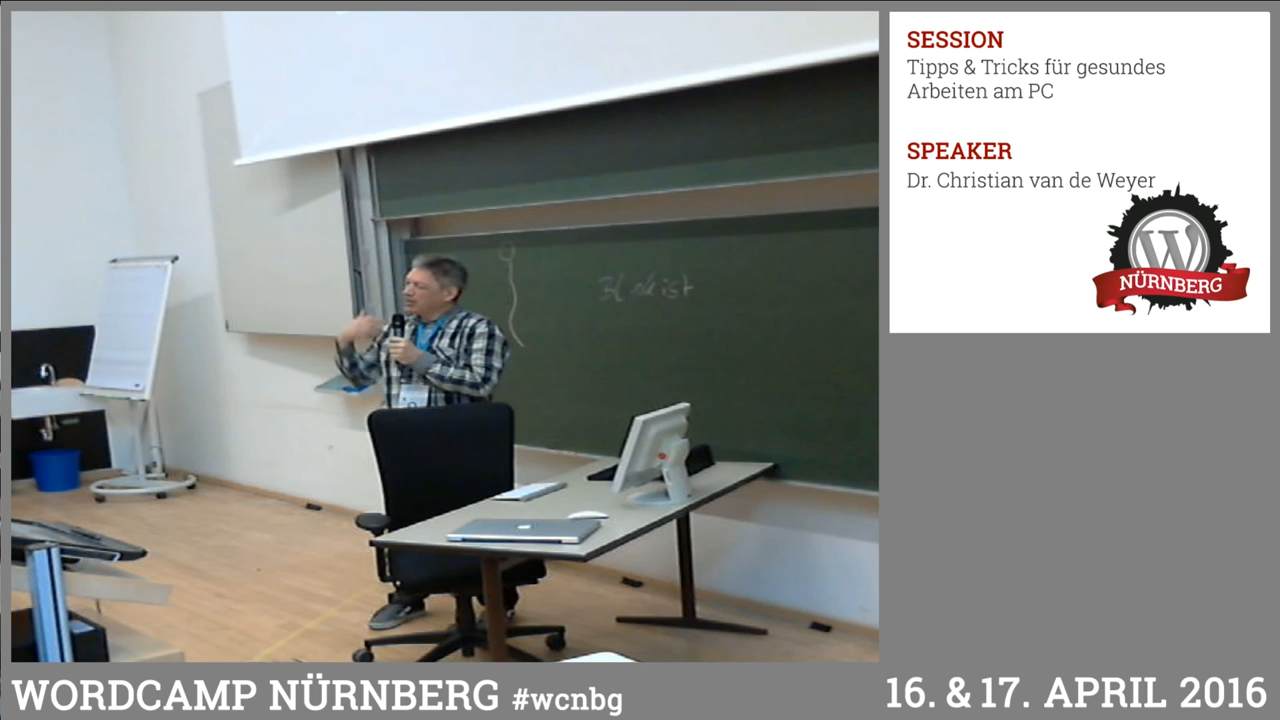 SESSION
Tipps & Tricks für gesundes
Arbeiten am PC
SPEAKER
Dr. Christian van de Weyer
W
NÜRNBERG
WORDCAMP NÜRNBERG #wcnbg
16. & 17. APRIL 2016